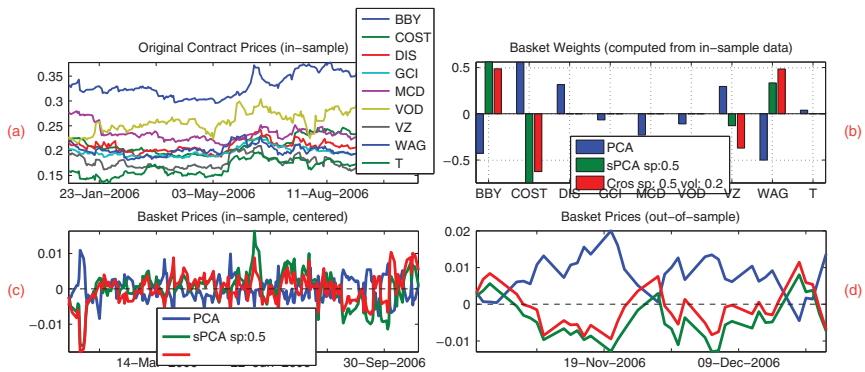 Original Contract Prices (in-sample)
0.35
0.3
0.25
0.2
0.15
23-Jan-2006 03-May-2006 11-Aug-2006
BBY
COST
DIS
GCI
MCD
VOD
VZ
WAG
T
(a)
Basket Weights (computed from in-sample data)
0.5
0
-0.5
PCA
sPCA sp:0.5
Cros sp: 0.5 vol: 0.2
BBY COST DIS GCI MCD VOD VZ WAG T
(b)
Basket Prices (in-sample, centered)
0.01
0
-0.01
PCA
sPCA sp:0.5
30-Sep-2006
(c)
Basket Prices (out-of-sample)
0.02
0.01
0
-0.01
19-Nov-2006 09-Dec-2006
(d)